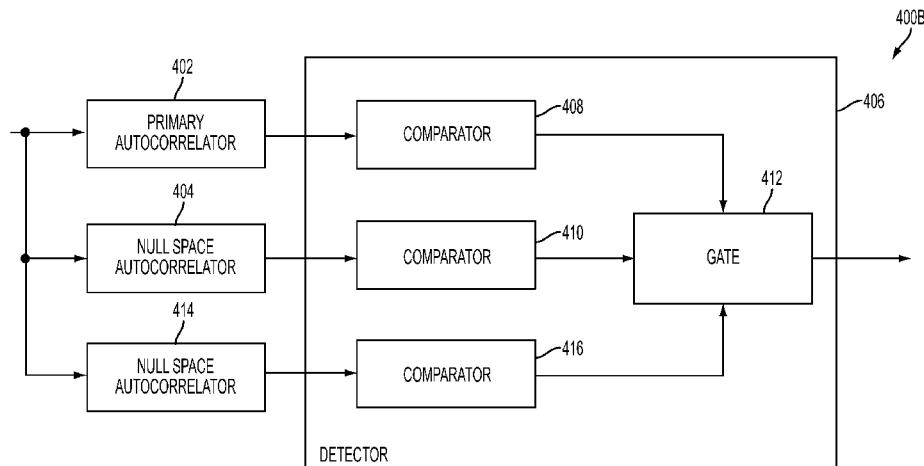 400B
402
PRIMARY
AUTOCORRELATOR
408
COMPARATOR
406
404
NULL SPACE
AUTOCORRELATOR
410
COMPARATOR
412
GATE
414
NULL SPACE
AUTOCORRELATOR
416
COMPARATOR
DETECTOR